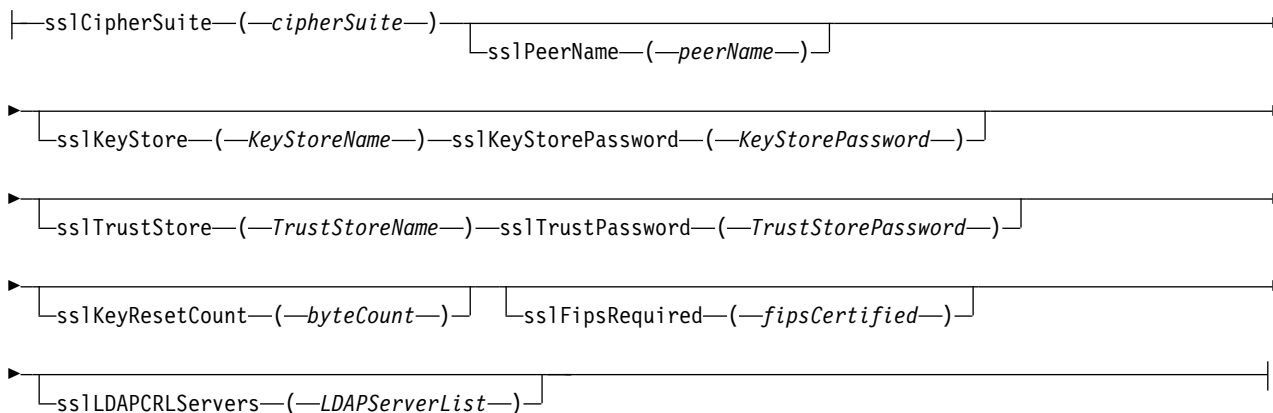 sslCipherSuite ( cipherSuite )
sslPeerName ( peerName )
sslKeyStore ( KeyStoreName ) sslKeyStorePassword ( KeyStorePassword )
sslTrustStore ( TrustStoreName ) sslTrustPassword ( TrustStorePassword )
sslKeyResetCount ( byteCount ) sslFipsRequired ( fipsCertified )
sslLDAPCRLServers ( LDAPServerList )